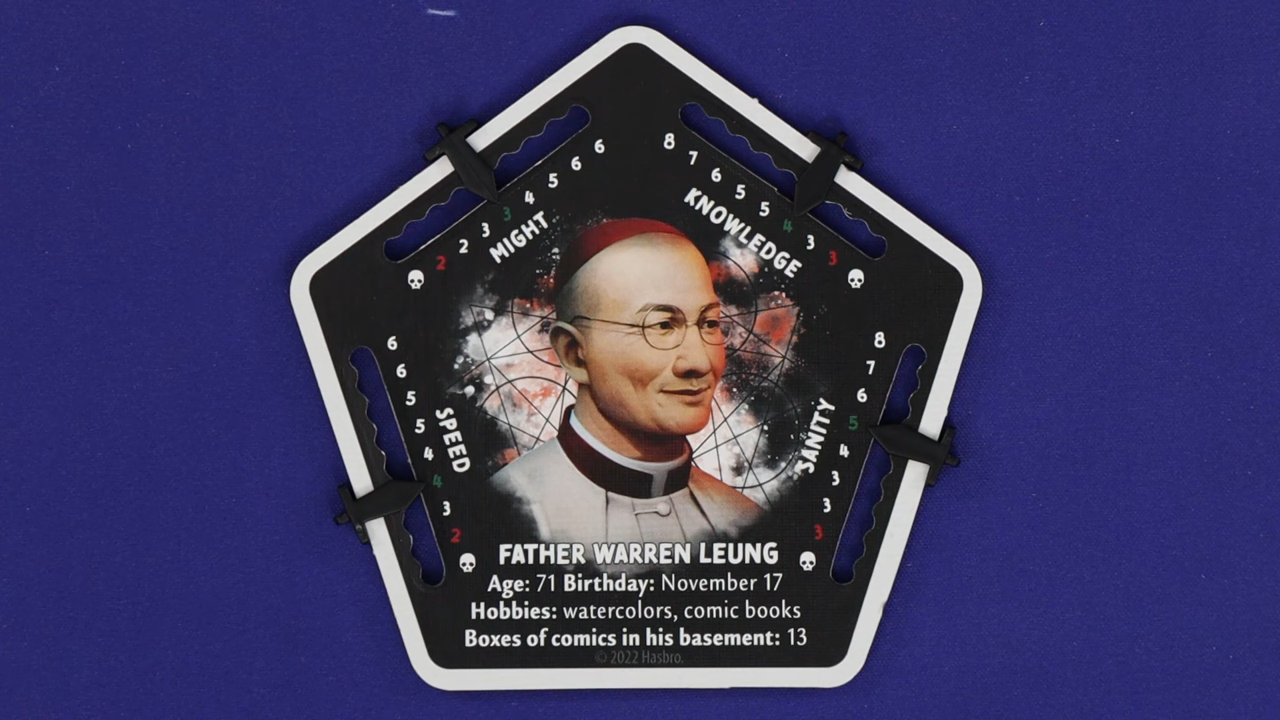 MIGHT
2 2 3 3 4 5 6 6
KNOWLEDGE
8 7 6 5 5 4 3 3
SPEED
6 6 5 5 4 4 3 2
SANITY
8 7 6 5 4 3 3 3
FATHER WARREN LEUNG
Age: 71 Birthday: November 17
Hobbies: watercolors, comic books
Boxes of comics in his basement: 13
© 2022 Hasbro.